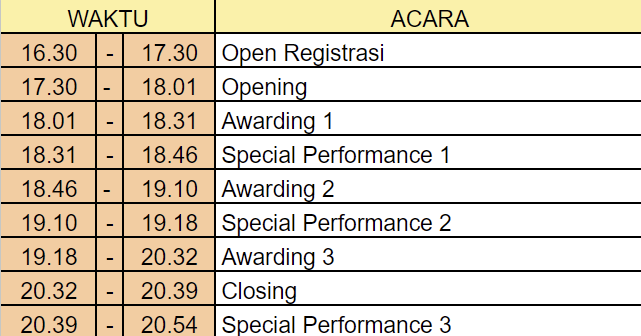 WAKTU ACARA
16.30 - 17.30 Open Registrasi
17.30 - 18.01 Opening
18.01 - 18.31 Awarding 1
18.31 - 18.46 Special Performance 1
18.46 - 19.10 Awarding 2
19.10 - 19.18 Special Performance 2
19.18 - 20.32 Awarding 3
20.32 - 20.39 Closing
20.39 - 20.54 Special Performance 3